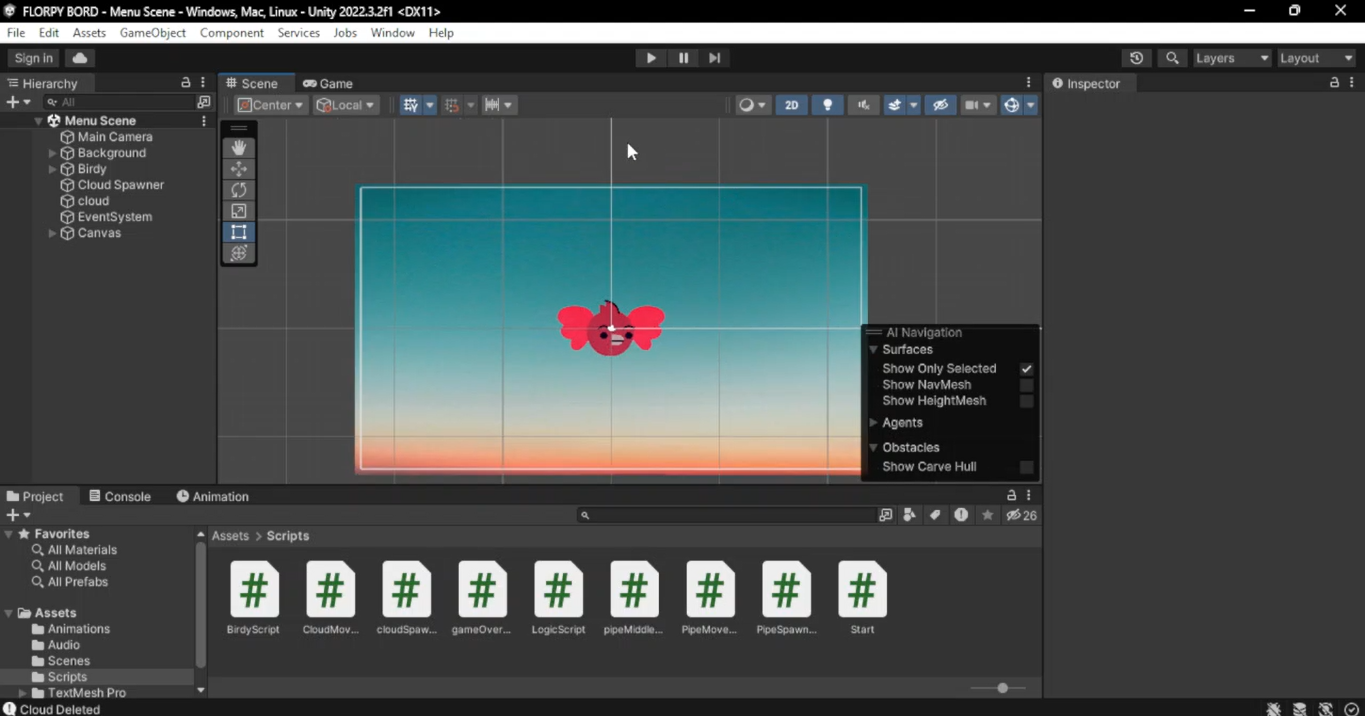 FLORPY BORD - Menu Scene - Windows, Mac, Linux - Unity 2022.3.2f1 <DX11>
File Edit Assets GameObject Component Services Jobs Window Help
Sign in Layers Layout
Hierarchy Scene Game Inspector
All Center Local 2D
Menu Scene
Main Camera
Background
Birdy
Cloud Spawner
cloud
EventSystem
Canvas
AI Navigation
Surfaces
Show Only Selected
Show NavMesh
Show HeightMesh
Agents
Obstacles
Show Carve Hull
Project Console Animation
26
Favorites
All Materials
All Models
All Prefabs
Assets
Animations
Audio
Scenes
Scripts
TextMesh Pro
Assets > Scripts
# # # # # # # # #
BirdyScript CloudMov... cloudSpaw... gameOver... LogicScript pipeMiddle... PipeMove... PipeSpawn... Start
Cloud Deleted